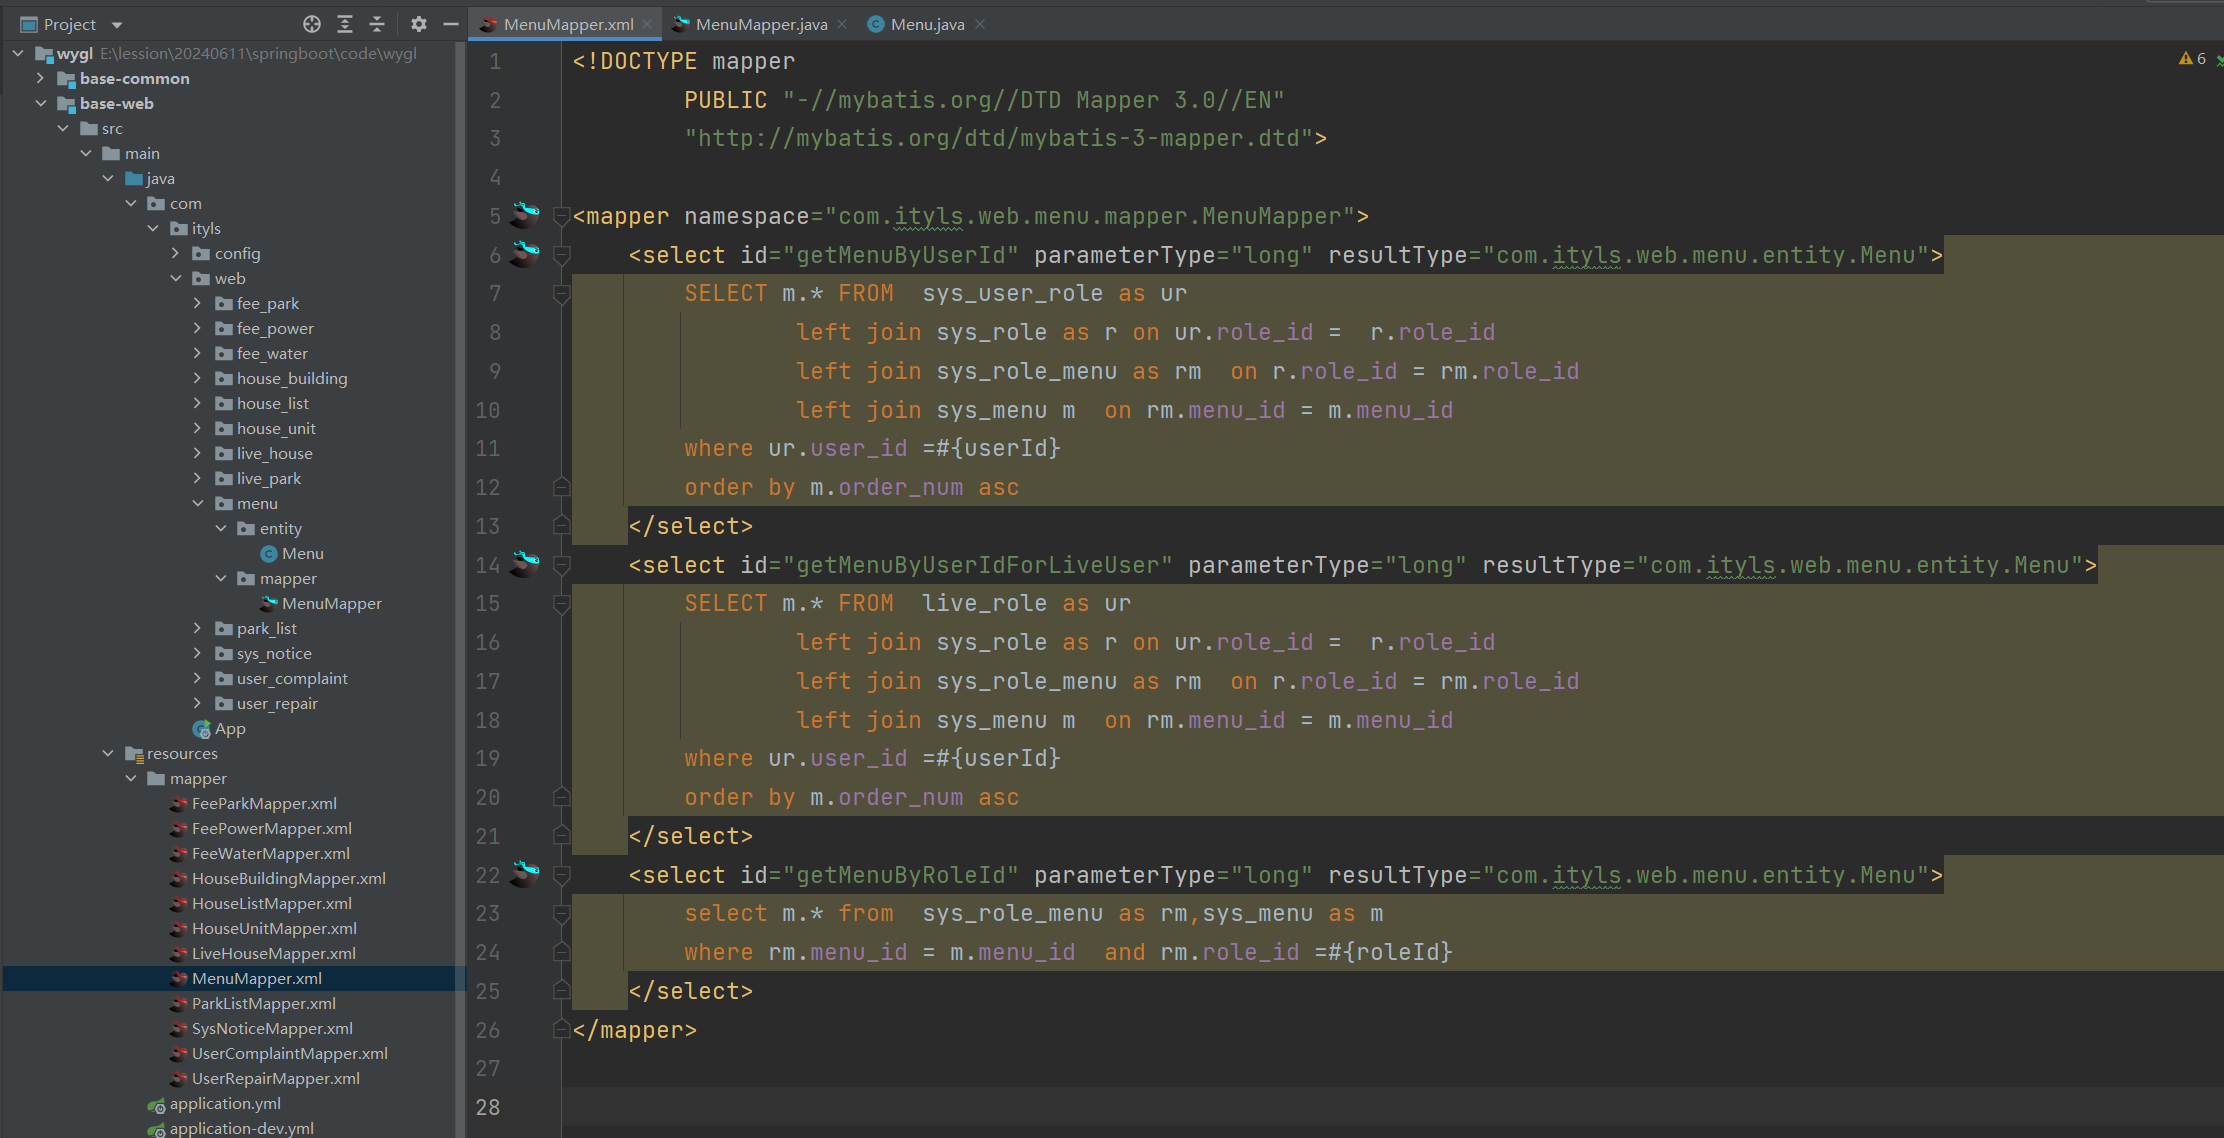 Project
wygl E:\lession\20240611\springboot\code\wygl
base-common
base-web
src
main
java
com
ityls
config
web
fee_park
fee_power
fee_water
house_building
house_list
house_unit
live_house
live_park
menu
entity
Menu
mapper
MenuMapper
park_list
sys_notice
user_complaint
user_repair
App
resources
mapper
FeeParkMapper.xml
FeePowerMapper.xml
FeeWaterMapper.xml
HouseBuildingMapper.xml
HouseListMapper.xml
HouseUnitMapper.xml
LiveHouseMapper.xml
MenuMapper.xml
ParkListMapper.xml
SysNoticeMapper.xml
UserComplaintMapper.xml
UserRepairMapper.xml
application.yml
application-dev.yml
MenuMapper.xml MenuMapper.java Menu.java
6
1 <!DOCTYPE mapper
2 PUBLIC "-//mybatis.org//DTD Mapper 3.0//EN"
3 "http://mybatis.org/dtd/mybatis-3-mapper.dtd">
4
5 <mapper namespace="com.ityls.web.menu.mapper.MenuMapper">
6 <select id="getMenuByUserId" parameterType="long" resultType="com.ityls.web.menu.entity.Menu">
7 SELECT m.* FROM  sys_user_role as ur
8 left join sys_role as r on ur.role_id =  r.role_id
9 left join sys_role_menu as rm  on r.role_id = rm.role_id
10 left join sys_menu m  on rm.menu_id = m.menu_id
11 where ur.user_id =#{userId}
12 order by m.order_num asc
13 </select>
14 <select id="getMenuByUserIdForLiveUser" parameterType="long" resultType="com.ityls.web.menu.entity.Menu">
15 SELECT m.* FROM  live_role as ur
16 left join sys_role as r on ur.role_id =  r.role_id
17 left join sys_role_menu as rm  on r.role_id = rm.role_id
18 left join sys_menu m  on rm.menu_id = m.menu_id
19 where ur.user_id =#{userId}
20 order by m.order_num asc
21 </select>
22 <select id="getMenuByRoleId" parameterType="long" resultType="com.ityls.web.menu.entity.Menu">
23 select m.* from  sys_role_menu as rm,sys_menu as m
24 where rm.menu_id = m.menu_id  and rm.role_id =#{roleId}
25 </select>
26 </mapper>
27
28